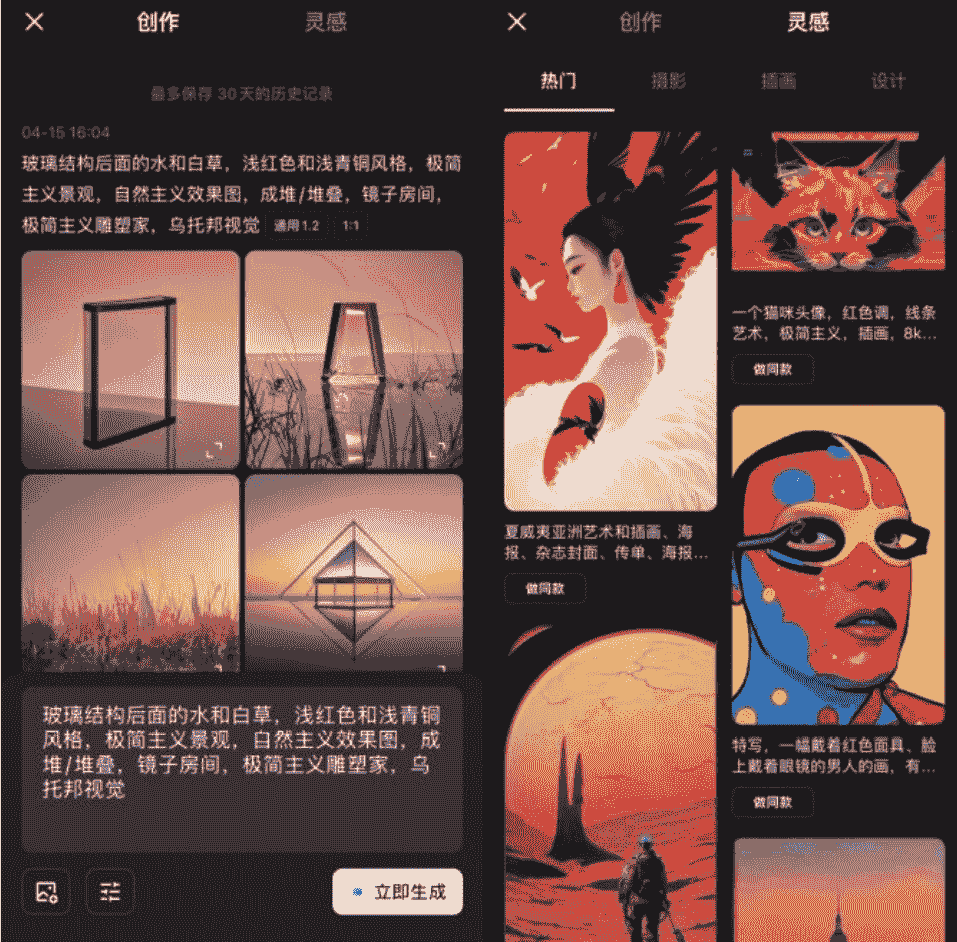 创作
灵感
最多保存 30 天的历史记录
04-15 16:04
玻璃结构后面的水和白草，浅红色和浅青铜风格，极简
主义景观，自然主义效果图，成堆/堆叠，镜子房间，
极简主义雕塑家，乌托邦视觉 通用 1.2 1:1
玻璃结构后面的水和白草，浅红色和浅青铜
风格，极简主义景观，自然主义效果图，成
堆/堆叠，镜子房间，极简主义雕塑家，乌
托邦视觉
立即生成
创作
灵感
热门
摄影
插画
设计
夏威夷亚洲艺术和插画、海
报、杂志封面、传单、海报...
做同款
一个猫咪头像，红色调，线条
艺术，极简主义，插画，8k...
做同款
特写，一幅戴着红色面具、脸
上戴着眼镜的男人的画，有...
做同款